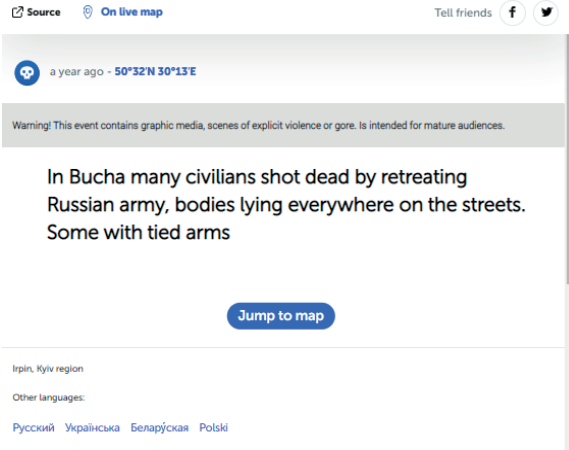 Source On live map Tell friends
a year ago - 50°32′N 30°13′E
Warning! This event contains graphic media, scenes of explicit violence or gore. Is intended for mature audiences.
In Bucha many civilians shot dead by retreating
Russian army, bodies lying everywhere on the streets.
Some with tied arms
Jump to map
Irpin, Kyiv region
Other languages:
Русский Українська Беларуская Polski